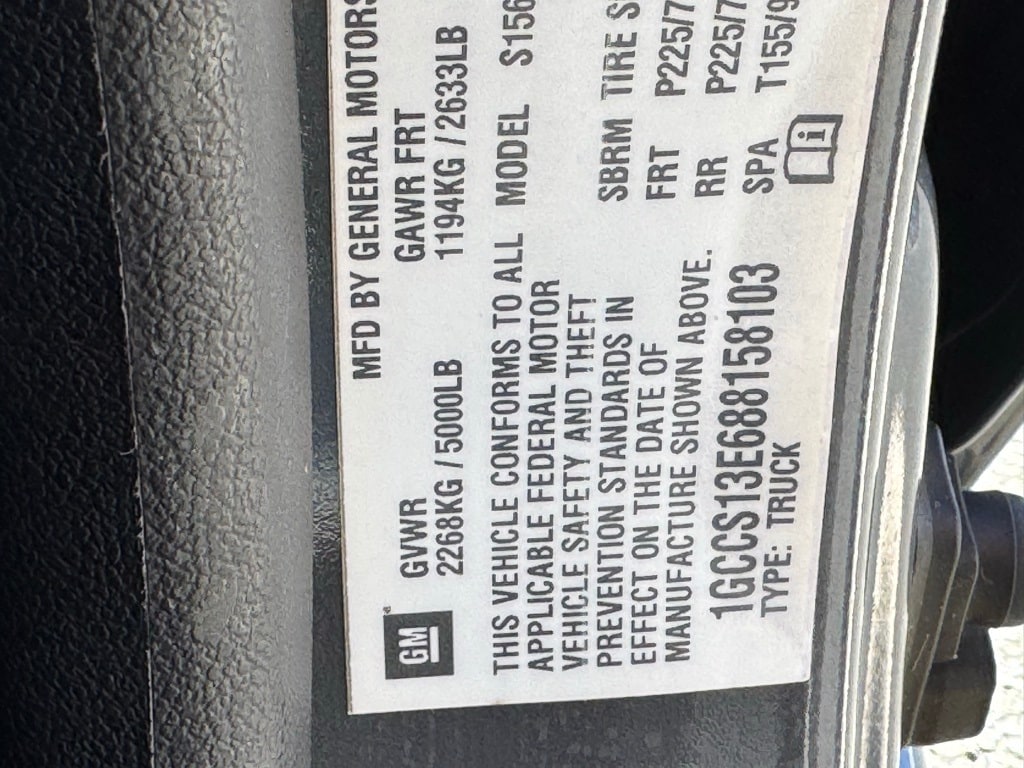 MFD BY GENERAL MOTORS
GVWR GAWR FRT
2268KG / 5000LB 1194KG / 2633LB
GM
THIS VEHICLE CONFORMS TO ALL
APPLICABLE FEDERAL MOTOR
VEHICLE SAFETY AND THEFT
PREVENTION STANDARDS IN
EFFECT ON THE DATE OF
MANUFACTURE SHOWN ABOVE.
1GCCS13E688158103
TYPE: TRUCK
MODEL S156
SBRM TIRE
FRT P225/7
RR P225/7
SPA T155/9
i